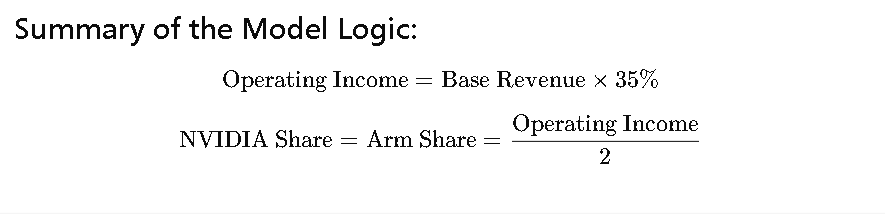 Summary of the Model Logic:
Operating Income = Base Revenue × 35%
NVIDIA Share = Arm Share = Operating Income / 2